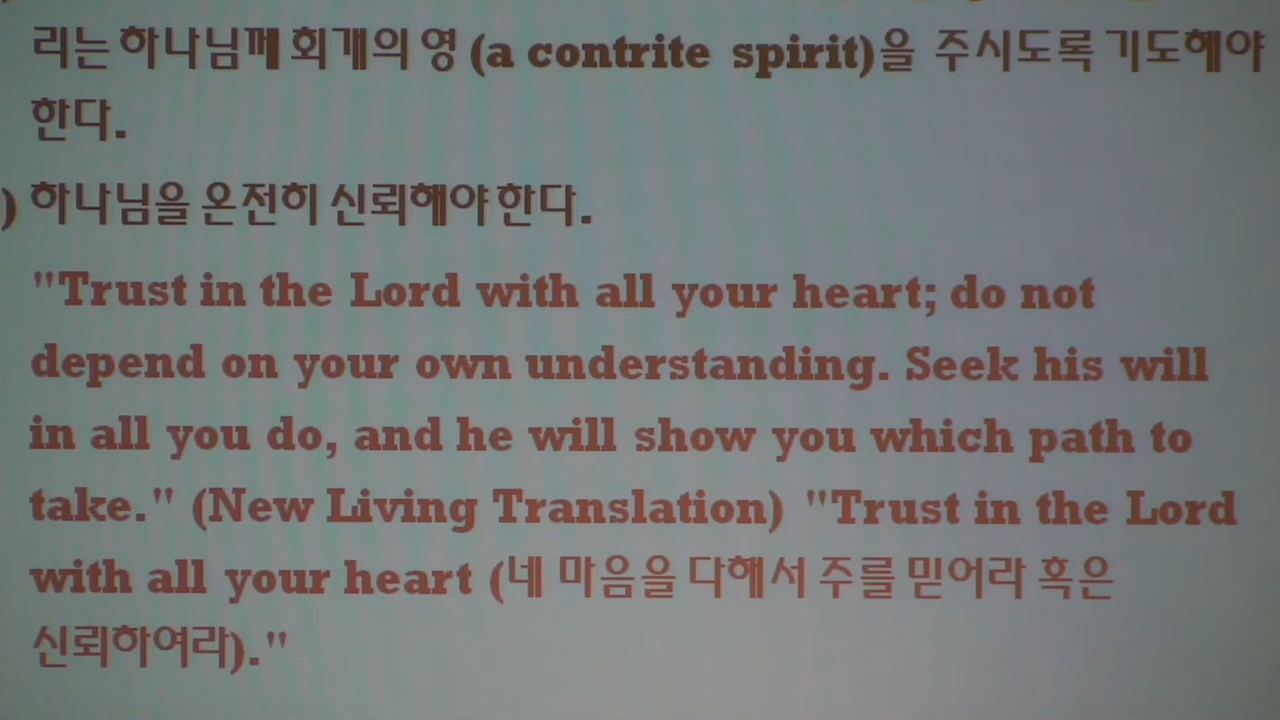 리는 하나님께 회개의 영 (a contrite spirit)을 주시도록 기도해야
한다.
) 하나님을 온전히 신뢰해야 한다.
"Trust in the Lord with all your heart; do not
depend on your own understanding. Seek his will
in all you do, and he will show you which path to
take." (New Living Translation) "Trust in the Lord
with all your heart (네 마음을 다해서 주를 믿어라 혹은
신뢰하여라)."